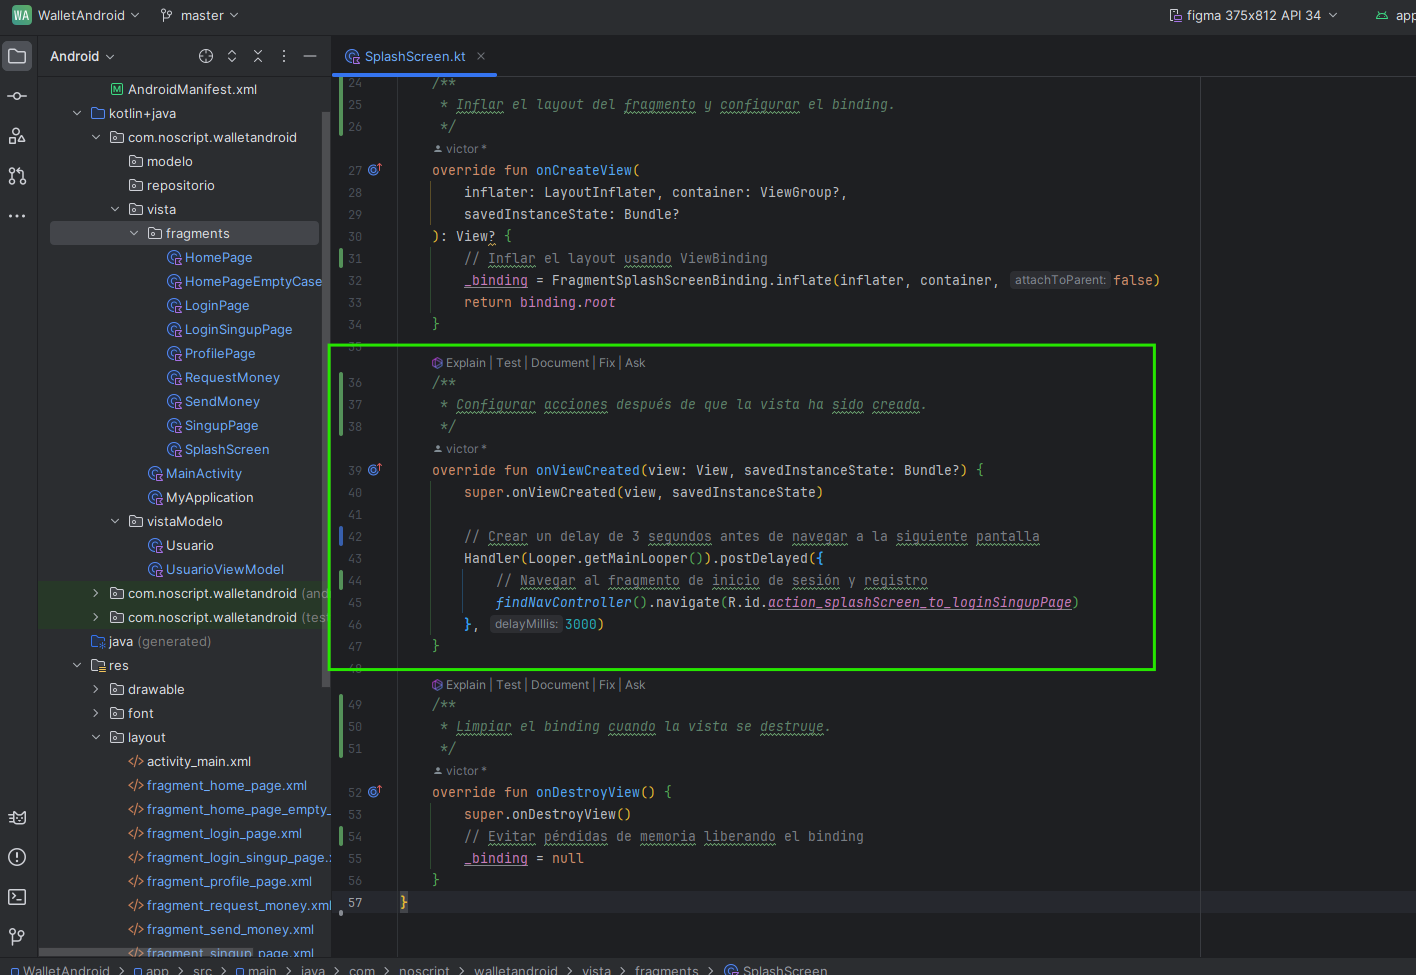 WA WalletAndroid master figma 375x812 API 34 app
Android
SplashScreen.kt
AndroidManifest.xml
kotlin+java
com.noscript.walletandroid
modelo
repositorio
vista
fragments
HomePage
HomePageEmptyCase
LoginPage
LoginSingupPage
ProfilePage
RequestMoney
SendMoney
SingupPage
SplashScreen
MainActivity
MyApplication
vistaModelo
Usuario
UsuarioViewModel
com.noscript.walletandroid (and
com.noscript.walletandroid (test
java (generated)
res
drawable
font
layout
activity_main.xml
fragment_home_page.xml
fragment_home_page_empty_
fragment_login_page.xml
fragment_login_singup_page.x
fragment_profile_page.xml
fragment_request_money.xml
fragment_send_money.xml
fragment_singup_page.xml
24 /**
25 * Inflar el layout del fragmento y configurar el binding.
26 */
victor *
27 override fun onCreateView(
28 inflater: LayoutInflater, container: ViewGroup?,
29 savedInstanceState: Bundle?
30 ): View? {
31 // Inflar el layout usando ViewBinding
32 _binding = FragmentSplashScreenBinding.inflate(inflater, container, attachToParent: false)
33 return binding.root
34 }
35
Explain | Test | Document | Fix | Ask
36 /**
37 * Configurar acciones después de que la vista ha sido creada.
38 */
victor *
39 override fun onViewCreated(view: View, savedInstanceState: Bundle?) {
40 super.onViewCreated(view, savedInstanceState)
41
42 // Crear un delay de 3 segundos antes de navegar a la siguiente pantalla
43 Handler(Looper.getMainLooper()).postDelayed({
44 // Navegar al fragmento de inicio de sesión y registro
45 findNavController().navigate(R.id.action_splashScreen_to_loginSingupPage)
46 }, delayMillis: 3000)
47 }
48
Explain | Test | Document | Fix | Ask
49 /**
50 * Limpiar el binding cuando la vista se destruye.
51 */
victor *
52 override fun onDestroyView() {
53 super.onDestroyView()
54 // Evitar pérdidas de memoria liberando el binding
55 _binding = null
56 }
57 }
WalletAndroid > app > src > main > java > com > noscript > walletandroid > vista > fragments > SplashScreen